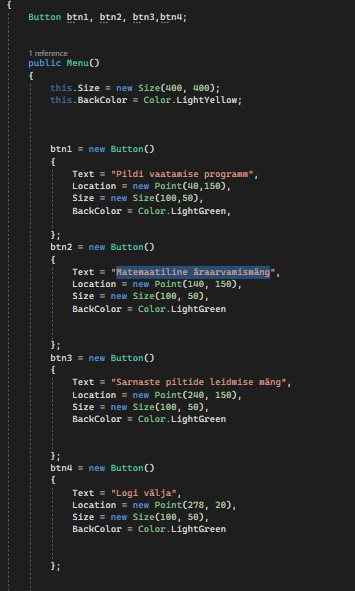 {
Button btn1, btn2, btn3,btn4;
1 reference
public Menu()
{
this.Size = new Size(400, 400);
this.BackColor = Color.LightYellow;
btn1 = new Button()
{
Text = "Pildi vaatamise programm",
Location = new Point(40,150),
Size = new Size(100,50),
BackColor = Color.LightGreen,
};
btn2 = new Button()
{
Text = "Matemaatiline äraarvamismäng",
Location = new Point(140, 150),
Size = new Size(100, 50),
BackColor = Color.LightGreen
};
btn3 = new Button()
{
Text = "Sarnaste piltide leidmise mäng",
Location = new Point(240, 150),
Size = new Size(100, 50),
BackColor = Color.LightGreen
};
btn4 = new Button()
{
Text = "Logi välja",
Location = new Point(278, 20),
Size = new Size(100, 50),
BackColor = Color.LightGreen
};